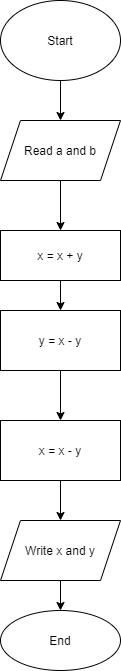 Start
Read a and b
x = x + y
y = x - y
x = x - y
Write x and y
End